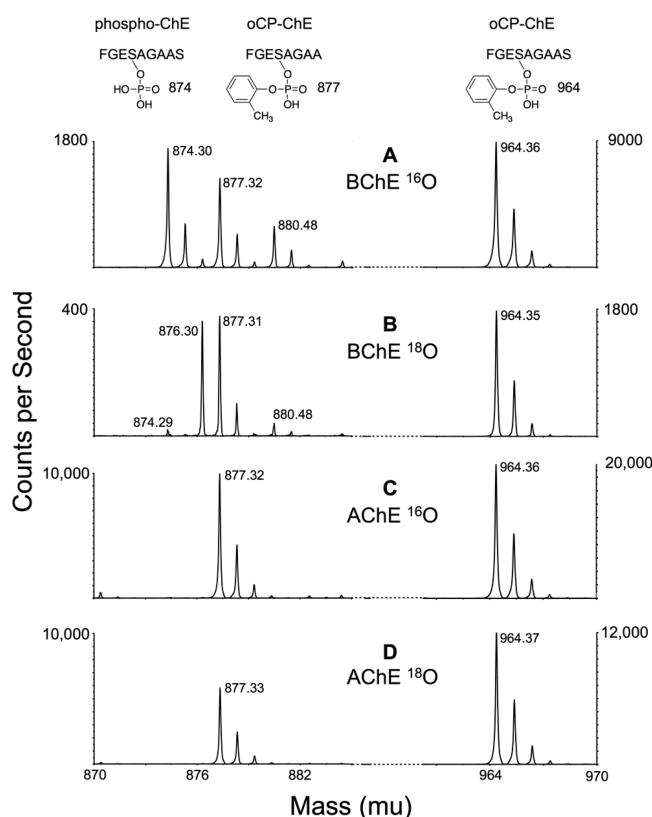 phospho-ChE oCP-ChE oCP-ChE
FGESAGAAS FGESAGAA FGESAGAAS
O O O
HO P O 874 O P O 877 O P O 964
OH OH OH
CH₃ CH₃
1800 A 9000
874.30 877.32 880.48 BChE ¹⁶O 964.36
400 B 1800
876.30 877.31 BChE ¹⁸O 964.35
874.29 880.48
10,000 C 20,000
877.32 AChE ¹⁶O 964.36
10,000 D 12,000
877.33 AChE ¹⁸O 964.37
870 876 882 964 970
Counts per Second
Mass (mu)